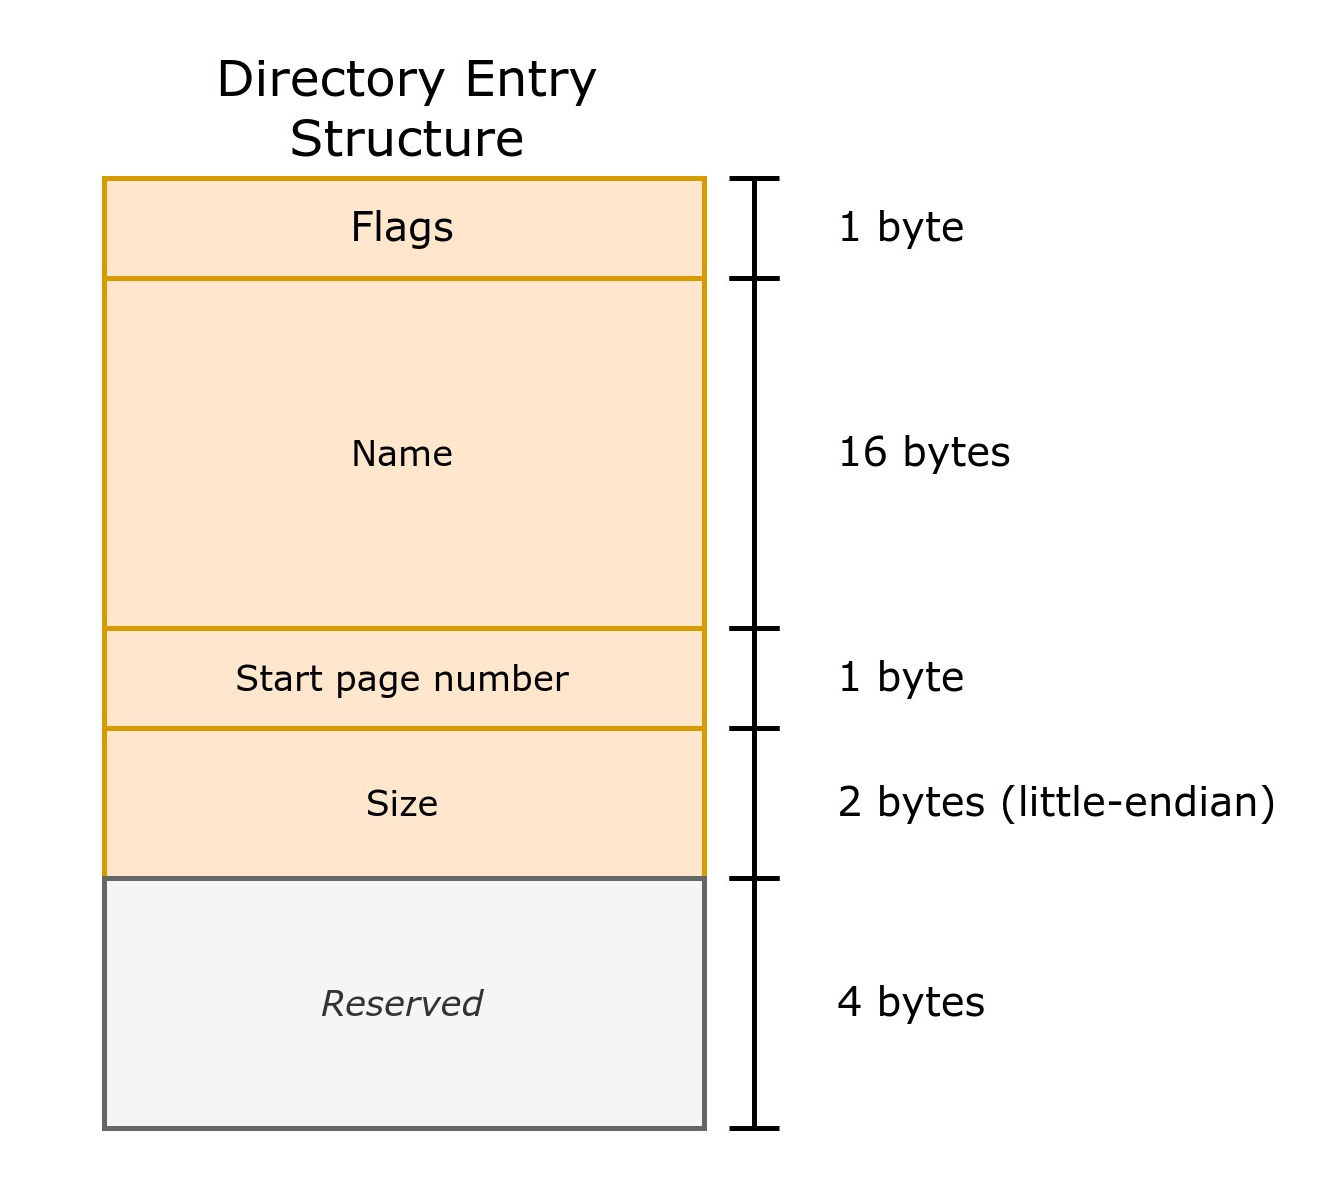 Directory Entry
Structure
Flags
1 byte
Name
16 bytes
Start page number
1 byte
Size
2 bytes (little-endian)
Reserved
4 bytes